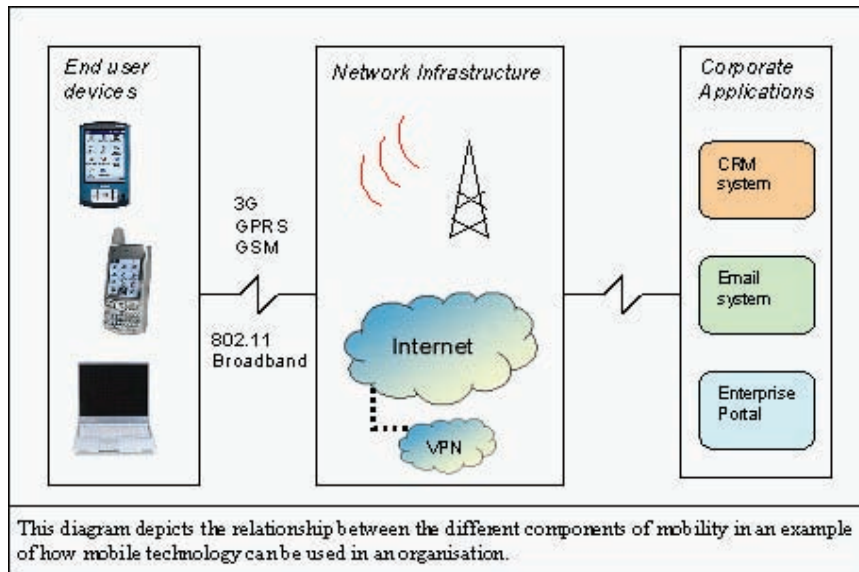 End user
devices
Network Infrastructure
Corporate
Applications
CRM
system
3G
GPRS
GSM
Email
system
802.11
Broadband
Internet
Enterprise
Portal
VPN
This diagram depicts the relationship between the different components of mobility in an example
of how mobile technology can be used in an organisation.